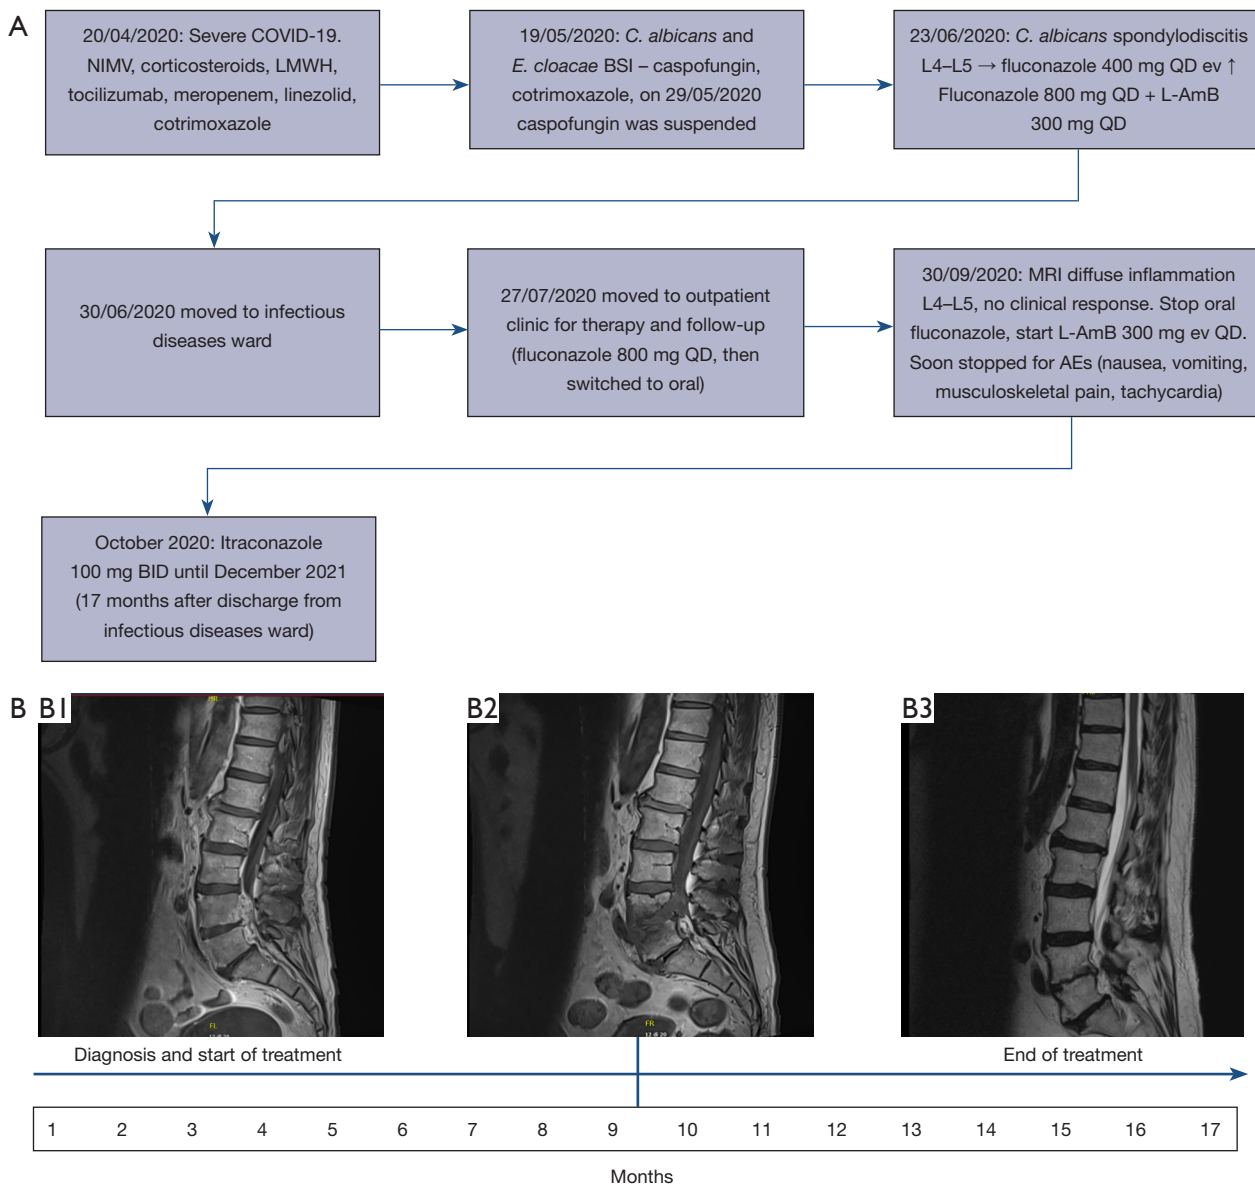 A
20/04/2020: Severe COVID-19.
NIMV, corticosteroids, LMWH,
tocilizumab, meropenem, linezolid,
cotrimoxazole
19/05/2020: C. albicans and
E. cloacae BSI – caspofungin,
cotrimoxazole, on 29/05/2020
caspofungin was suspended
23/06/2020: C. albicans spondylodiscitis
L4–L5 → fluconazole 400 mg QD ev ↑
Fluconazole 800 mg QD + L-AmB
300 mg QD
30/06/2020 moved to infectious
diseases ward
27/07/2020 moved to outpatient
clinic for therapy and follow-up
(fluconazole 800 mg QD, then
switched to oral)
30/09/2020: MRI diffuse inflammation
L4–L5, no clinical response. Stop oral
fluconazole, start L-AmB 300 mg ev QD.
Soon stopped for AEs (nausea, vomiting,
musculoskeletal pain, tachycardia)
October 2020: Itraconazole
100 mg BID until December 2021
(17 months after discharge from
infectious diseases ward)
B B1
B2
B3
FR
Diagnosis and start of treatment
End of treatment
1 2 3 4 5 6 7 8 9 10 11 12 13 14 15 16 17
Months